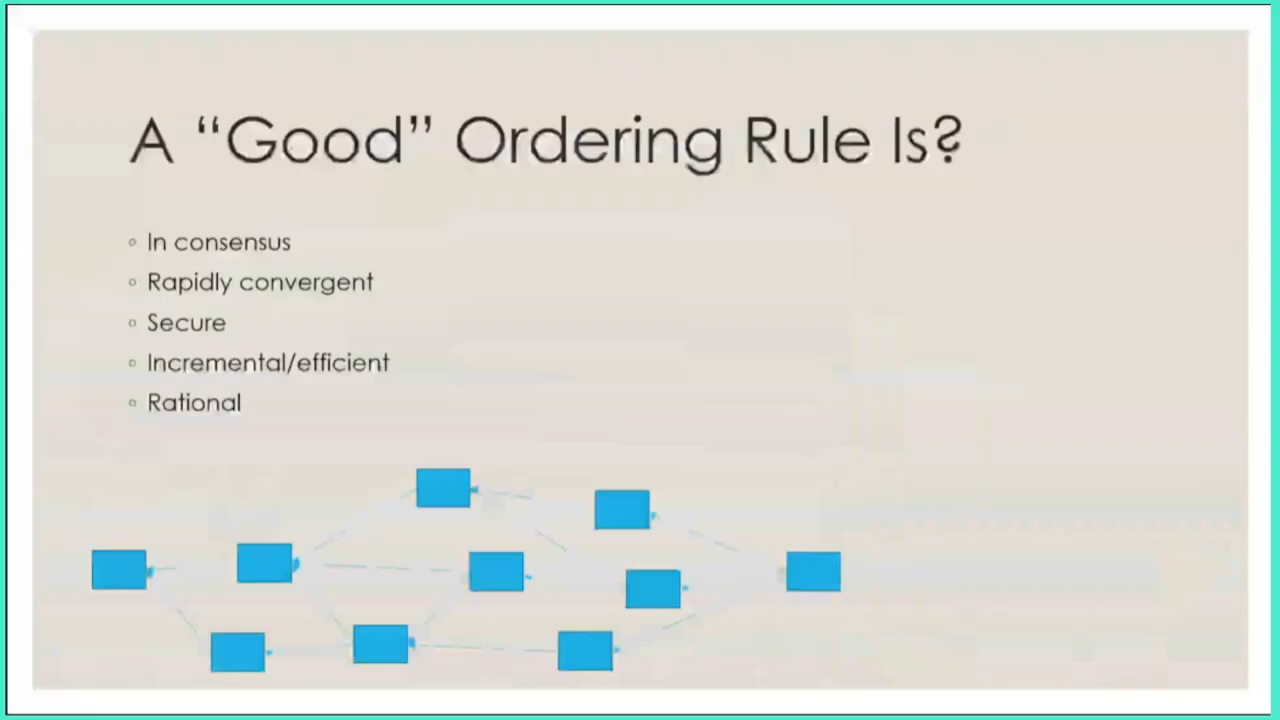 A “Good” Ordering Rule Is?
◦ In consensus
◦ Rapidly convergent
◦ Secure
◦ Incremental/efficient
◦ Rational